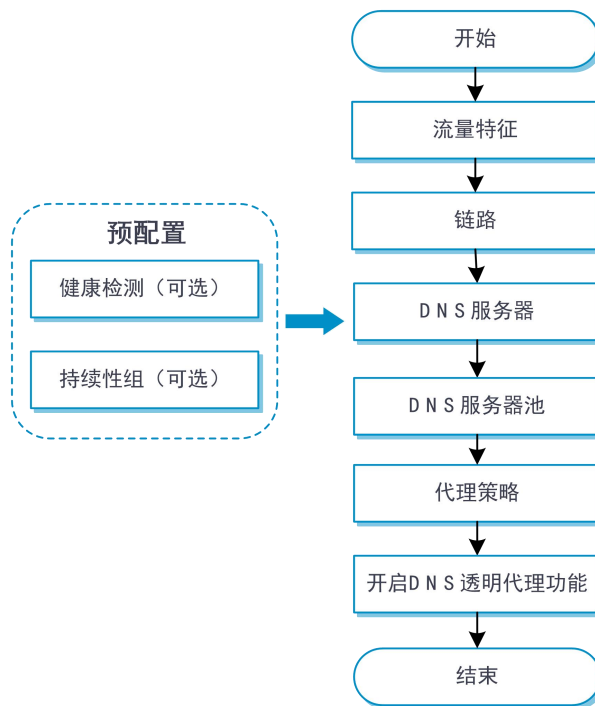 开始
流量特征
链路
预配置
健康检测（可选）
持续性组（可选）
DNS服务器
DNS服务器池
代理策略
开启DNS透明代理功能
结束